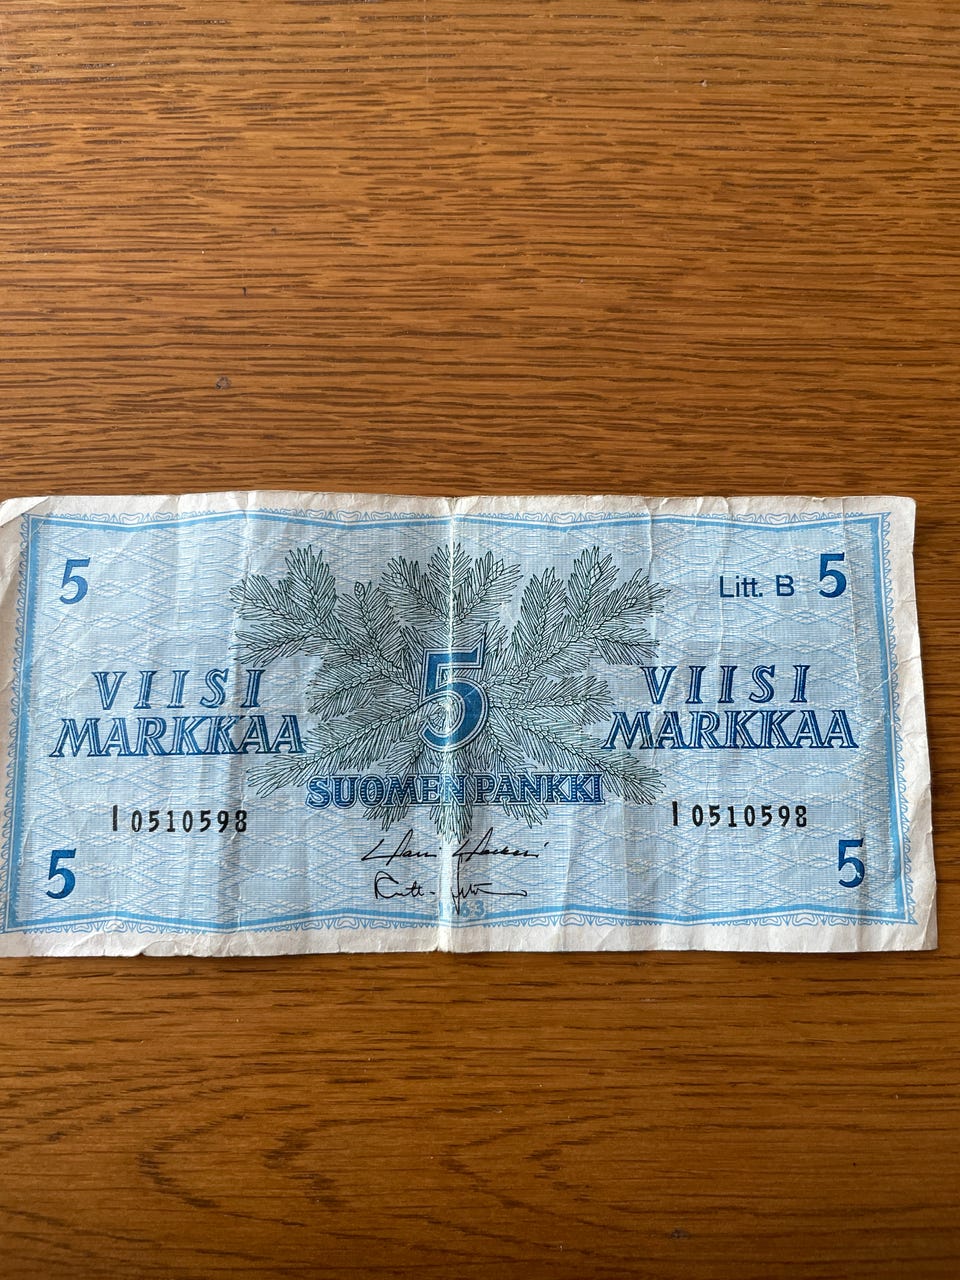 5
Litt. B 5
VIISI
MARKKAA
5
VIISI
MARKKAA
SUOMEN PANKKI
I 0510598
I 0510598
5
5